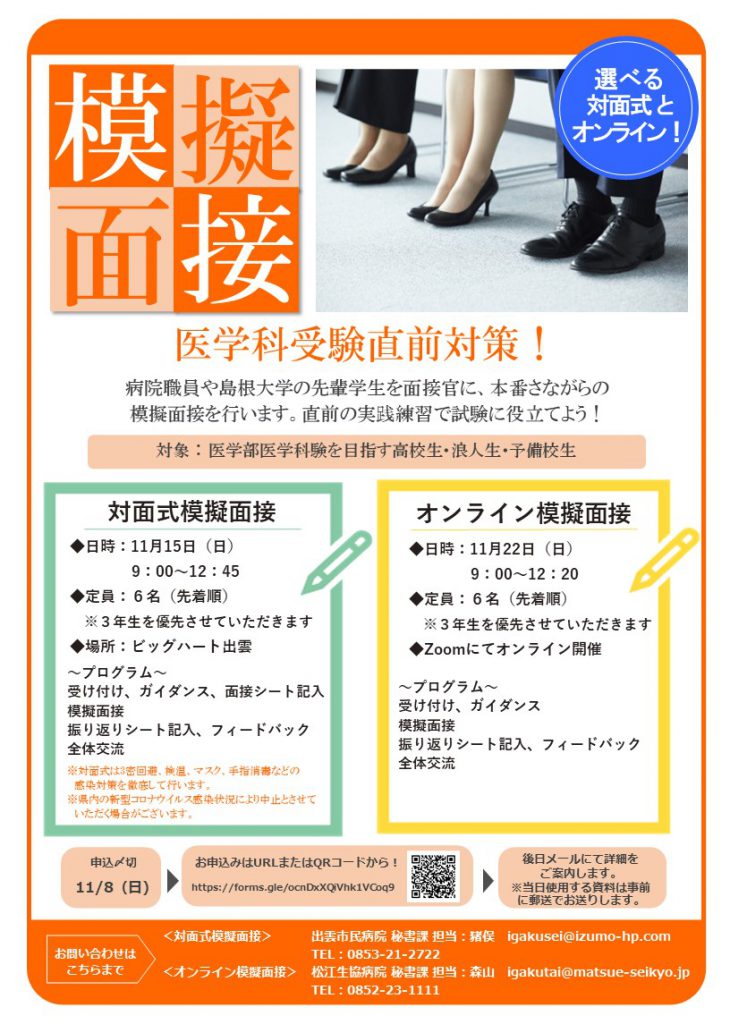 模擬
面接
選べる
対面式と
オンライン！
医学科受験直前対策！
病院職員や島根大学の先輩学生を面接官に、本番さながらの
模擬面接を行います。直前の実践練習で試験に役立てよう！
対象：医学部医学科験を目指す高校生・浪人生・予備校生
対面式模擬面接
◆日時：11月15日（日）
9：00～12：45
◆定員：６名（先着順）
※３年生を優先させていただきます
◆場所：ビッグハート出雲
～プログラム～
受け付け、ガイダンス、面接シート記入
模擬面接
振り返りシート記入、フィードバック
全体交流
※対面式は3密回避、検温、マスク、手指消毒などの
感染対策を徹底して行います。
※県内の新型コロナウイルス感染状況により中止とさせて
いただく場合がございます。
オンライン模擬面接
◆日時：11月22日（日）
9：00～12：20
◆定員：６名（先着順）
※３年生を優先させていただきます
◆Zoomにてオンライン開催
～プログラム～
受け付け、ガイダンス
模擬面接
振り返りシート記入、フィードバック
全体交流
申込〆切
11/8（日）
お申込みはURLまたはQRコードから！
https://forms.gle/ocnDxXQiVhk1VCoq9
後日メールにて詳細を
ご案内します。
※当日使用する資料は事前
に郵送でお送りします。
お問い合わせは
こちらまで
＜対面式模擬面接＞ 出雲市民病院 秘書課 担当：猪俣 igakusei@izumo-hp.com
TEL：0853-21-2722
＜オンライン模擬面接＞ 松江生協病院 秘書課 担当：森山 igakutai@matsue-seikyo.jp
TEL：0852-23-1111